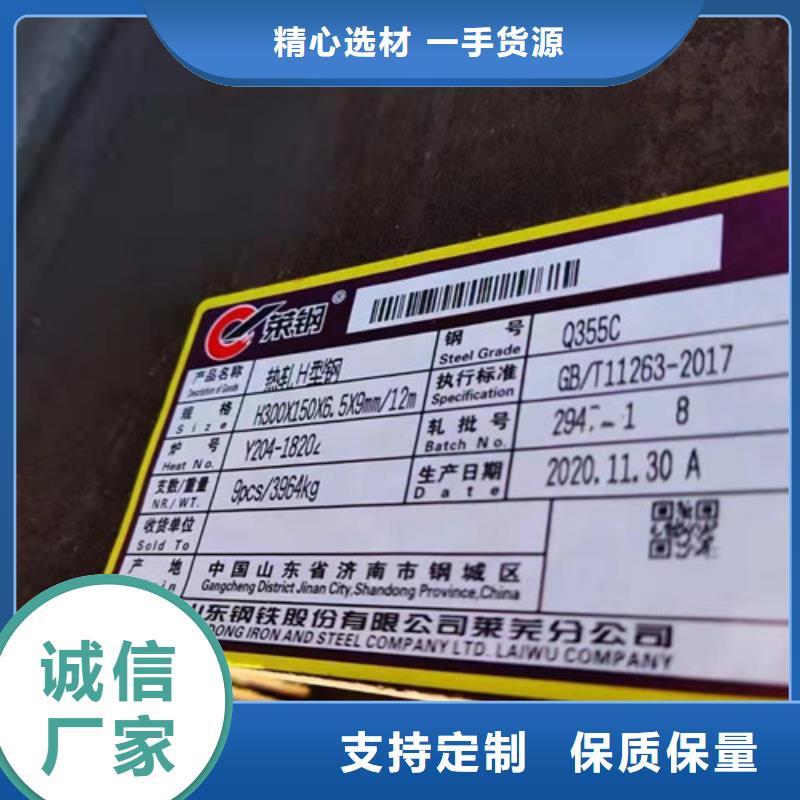 精心选材 一手货源
莱钢®
产品名称 热轧H型钢 钢号 Q355C
Description of Goods Steel Grade
规格 H300X150X6.5X9mm/12m 执行标准 GB/T11263-2017
Size Specification
炉号 Y204-1820 轧批号 294 1 8
Heat No. Batch No.
支数/重量 9pcs/3964kg 生产日期 2020.11.30 A
NR./WT. Date
收货单位
Sold To
产地 中国山东省济南市钢城区
Gangcheng District Jinan City, Shandong Province, China
山东钢铁股份有限公司莱芜分公司
DONG IRON AND STEEL COMPANY LTD. LAIWU COMPANY
诚信
厂家
支持定制 保质保量